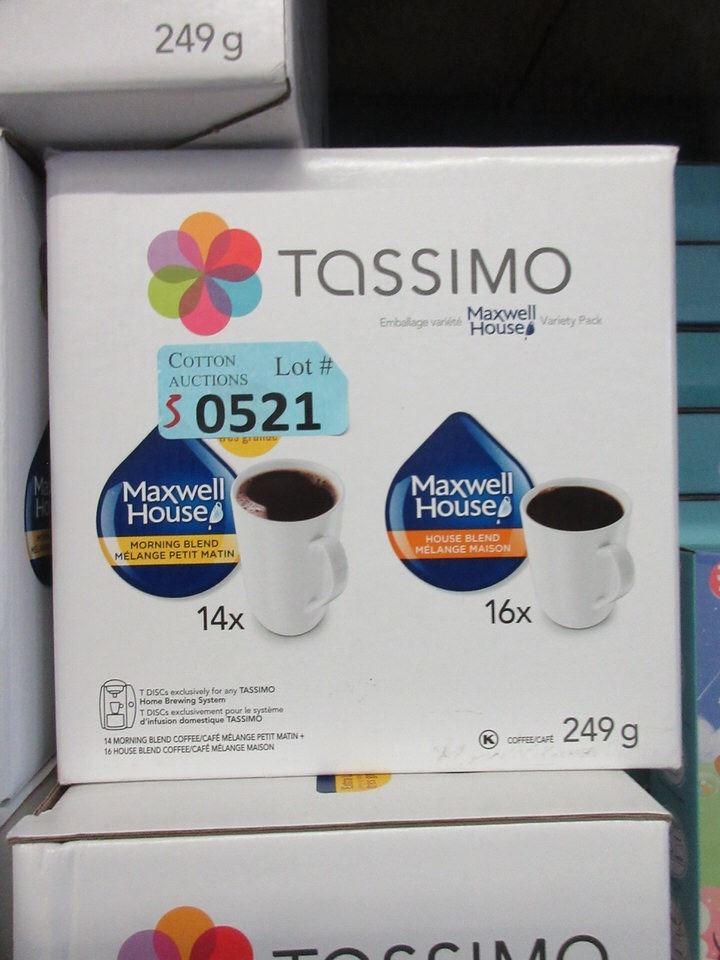 249 g
TASSIMO
Emballage variété Maxwell House Variety Pack
COTTON AUCTIONS Lot #
S 0521
très grande
Maxwell House
MORNING BLEND
MÉLANGE PETIT MATIN
14x
Maxwell House
HOUSE BLEND
MÉLANGE MAISON
16x
T DISCs exclusively for any TASSIMO
Home Brewing System
T DISCs exclusivement pour le système
d'infusion domestique TASSIMO
14 MORNING BLEND COFFEE/CAFÉ MÉLANGE PETIT MATIN +
16 HOUSE BLEND COFFEE/CAFÉ MÉLANGE MAISON
K COFFEE/CAFÉ 249 g
TASSIMO